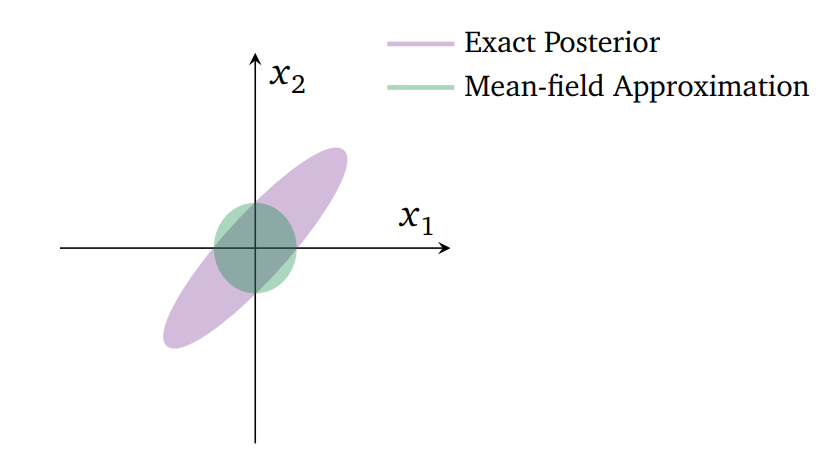 Exact Posterior
Mean-field Approximation
x₂
x₁